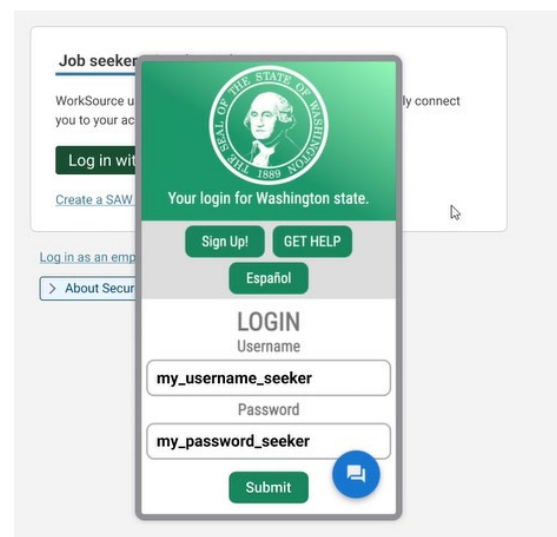 Job seeker
WorkSource u
ly connect
you to your ac
Log in wit
Create a SAW
Log in as an emp
> About Secur
THE SEAL OF THE STATE OF WASHINGTON
1889
Your login for Washington state.
Sign Up!
GET HELP
Español
LOGIN
Username
my_username_seeker
Password
my_password_seeker
Submit